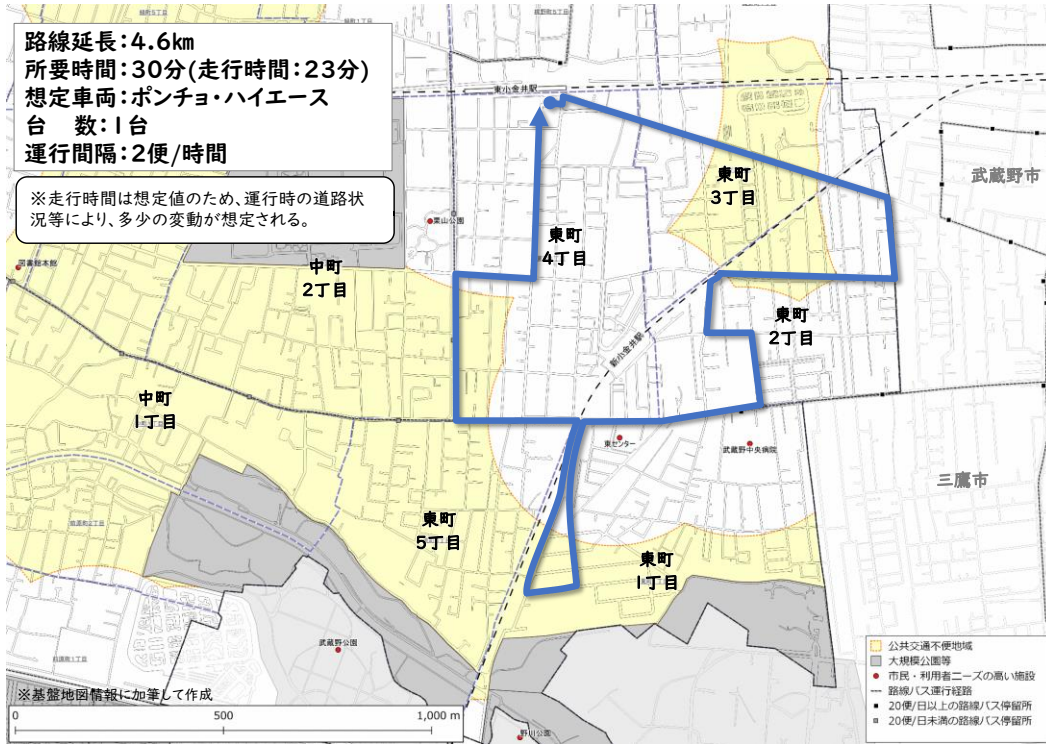 路線延長:4.6km
所要時間:30分(走行時間:23分)
想定車両:ポンチョ・ハイエース
台　数:1台
運行間隔:2便/時間
※走行時間は想定値のため、運行時の道路状
況等により、多少の変動が想定される。
東小金井駅
武蔵野市
東町
3丁目
栗山公園
東町
4丁目
図書館本館
中町
2丁目
東町
2丁目
新小金井駅
中町
1丁目
東センター
武蔵野中央病院
三鷹市
東町
5丁目
東町
1丁目
武蔵野公園
公共交通不便地域
大規模公園等
市民・利用者ニーズの高い施設
路線バス運行経路
20便/日以上の路線バス停留所
20便/日未満の路線バス停留所
※基盤地図情報に加筆して作成
0 500 1,000 m
野川公園